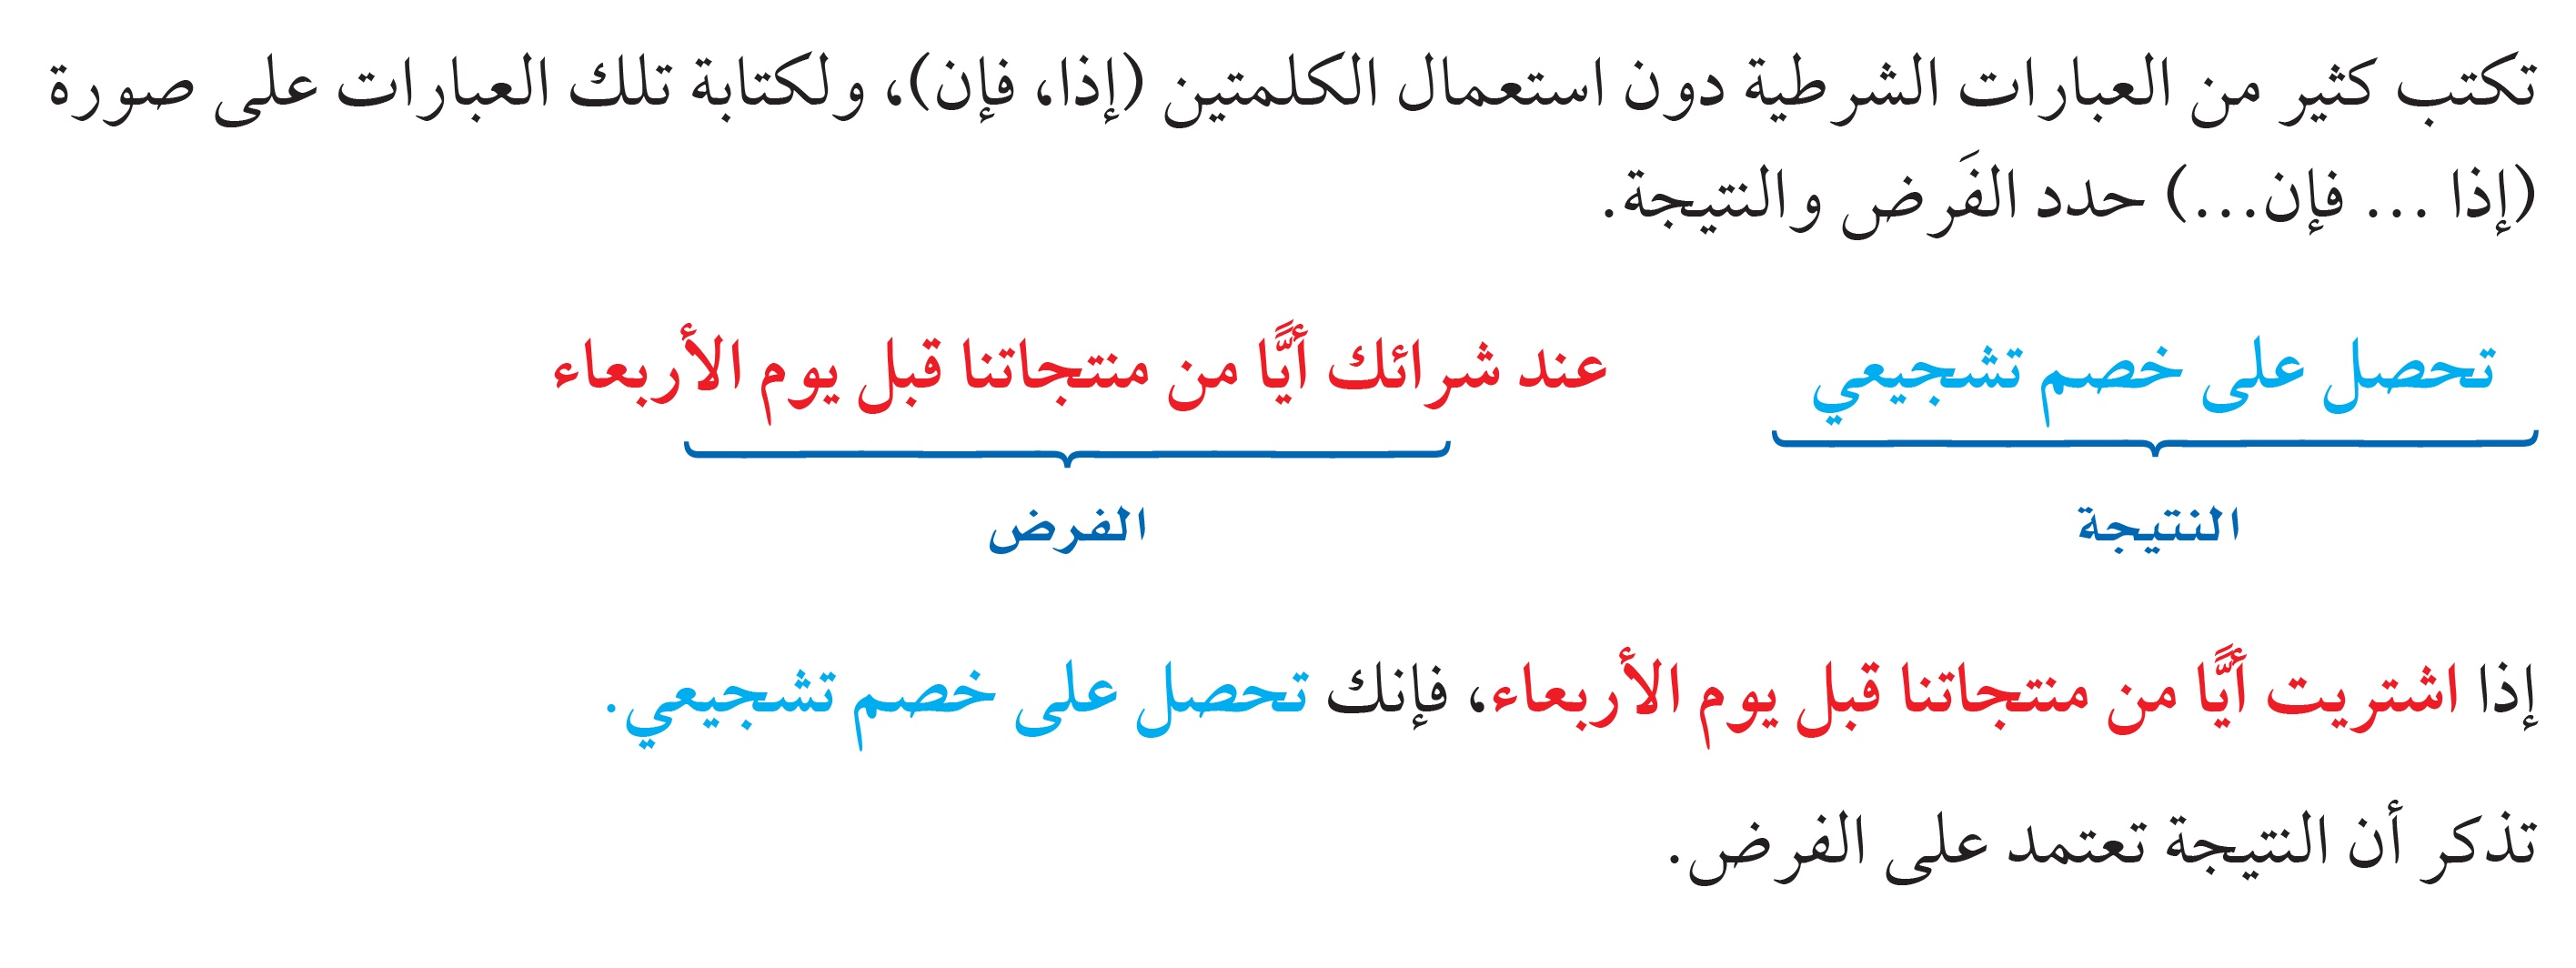 تكتب كثير من العبارات الشرطية دون استعمال الكلمتين (إذا، فإن)، ولكتابة تلك العبارات على صورة
(إذا ... فإن...) حدد الفَرض والنتيجة.
تحصل على خصم تشجيعي عند شرائك أيًّا من منتجاتنا قبل يوم الأربعاء
النتيجة الفرض
إذا اشتريت أيًّا من منتجاتنا قبل يوم الأربعاء، فإنك تحصل على خصم تشجيعي.
تذكر أن النتيجة تعتمد على الفرض.